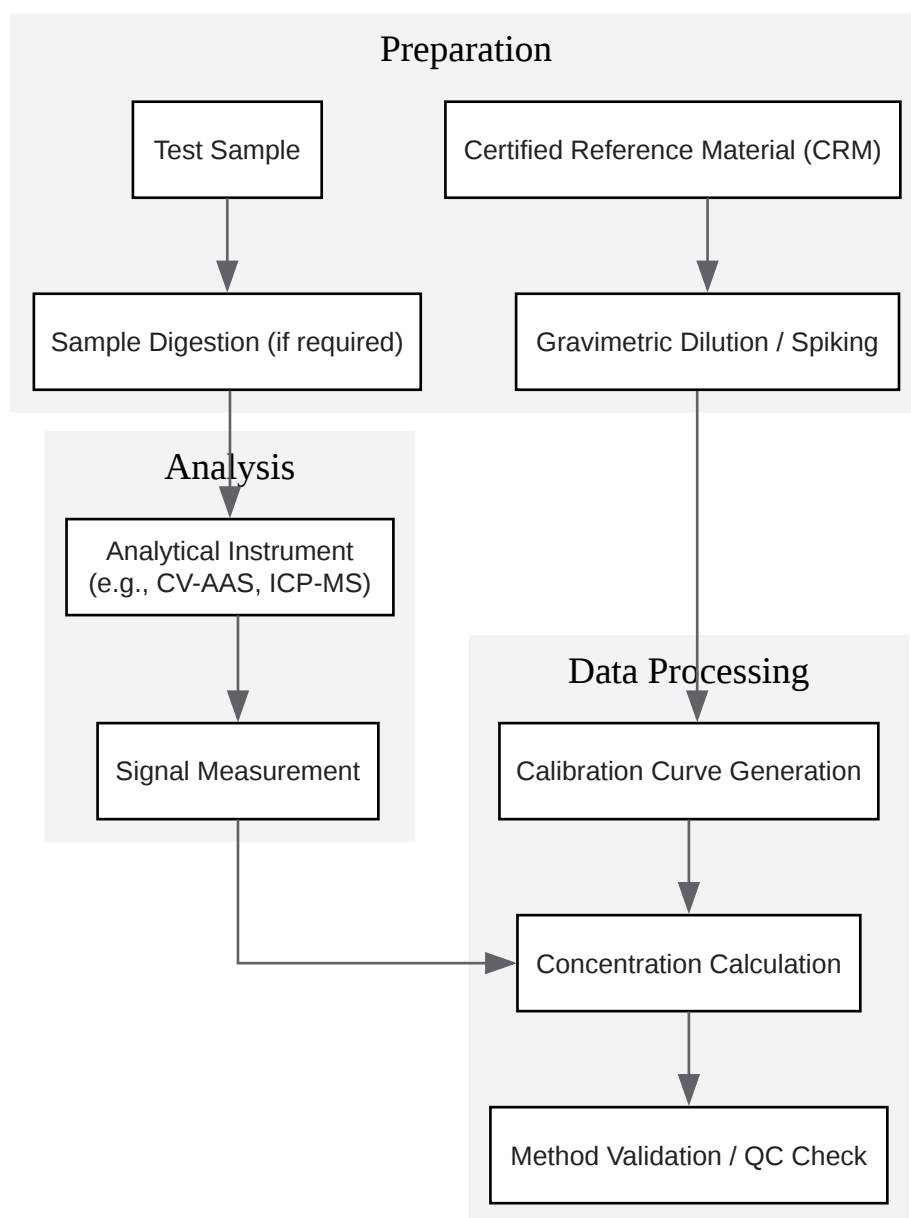 Preparation
Test Sample
Certified Reference Material (CRM)
Sample Digestion (if required)
Gravimetric Dilution / Spiking
Analysis
Analytical Instrument
(e.g., CV-AAS, ICP-MS)
Data Processing
Signal Measurement
Calibration Curve Generation
Concentration Calculation
Method Validation / QC Check